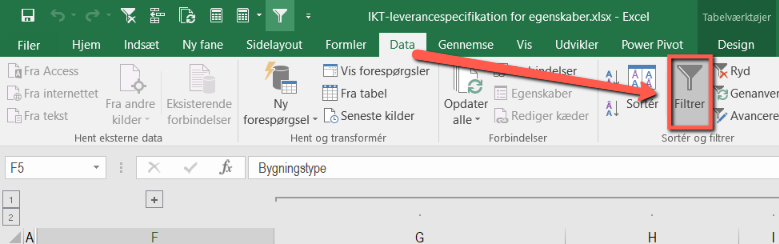 IKT-leverancespecifikation for egenskaber.xlsx - Excel
Tabelværktøjer
Filer Hjem Indsæt Ny fane Sidelayout Formler Data Gennemse Vis Udvikler Power Pivot Design
Fra Access
Fra internettet
Fra tekst
Fra andre
kilder
Eksisterende
forbindelser
Hent eksterne data
Ny
forespørgsel
Vis forespørgsler
Fra tabel
Seneste kilder
Hent og transformér
Opdater
alle
Egenskaber
Rediger kæder
Forbindelser
Sortér
Filtrer
Ryd
Genanven
Avancere
Sortér og filtrer
F5
fx
Bygningstype
1
2
A F G H I